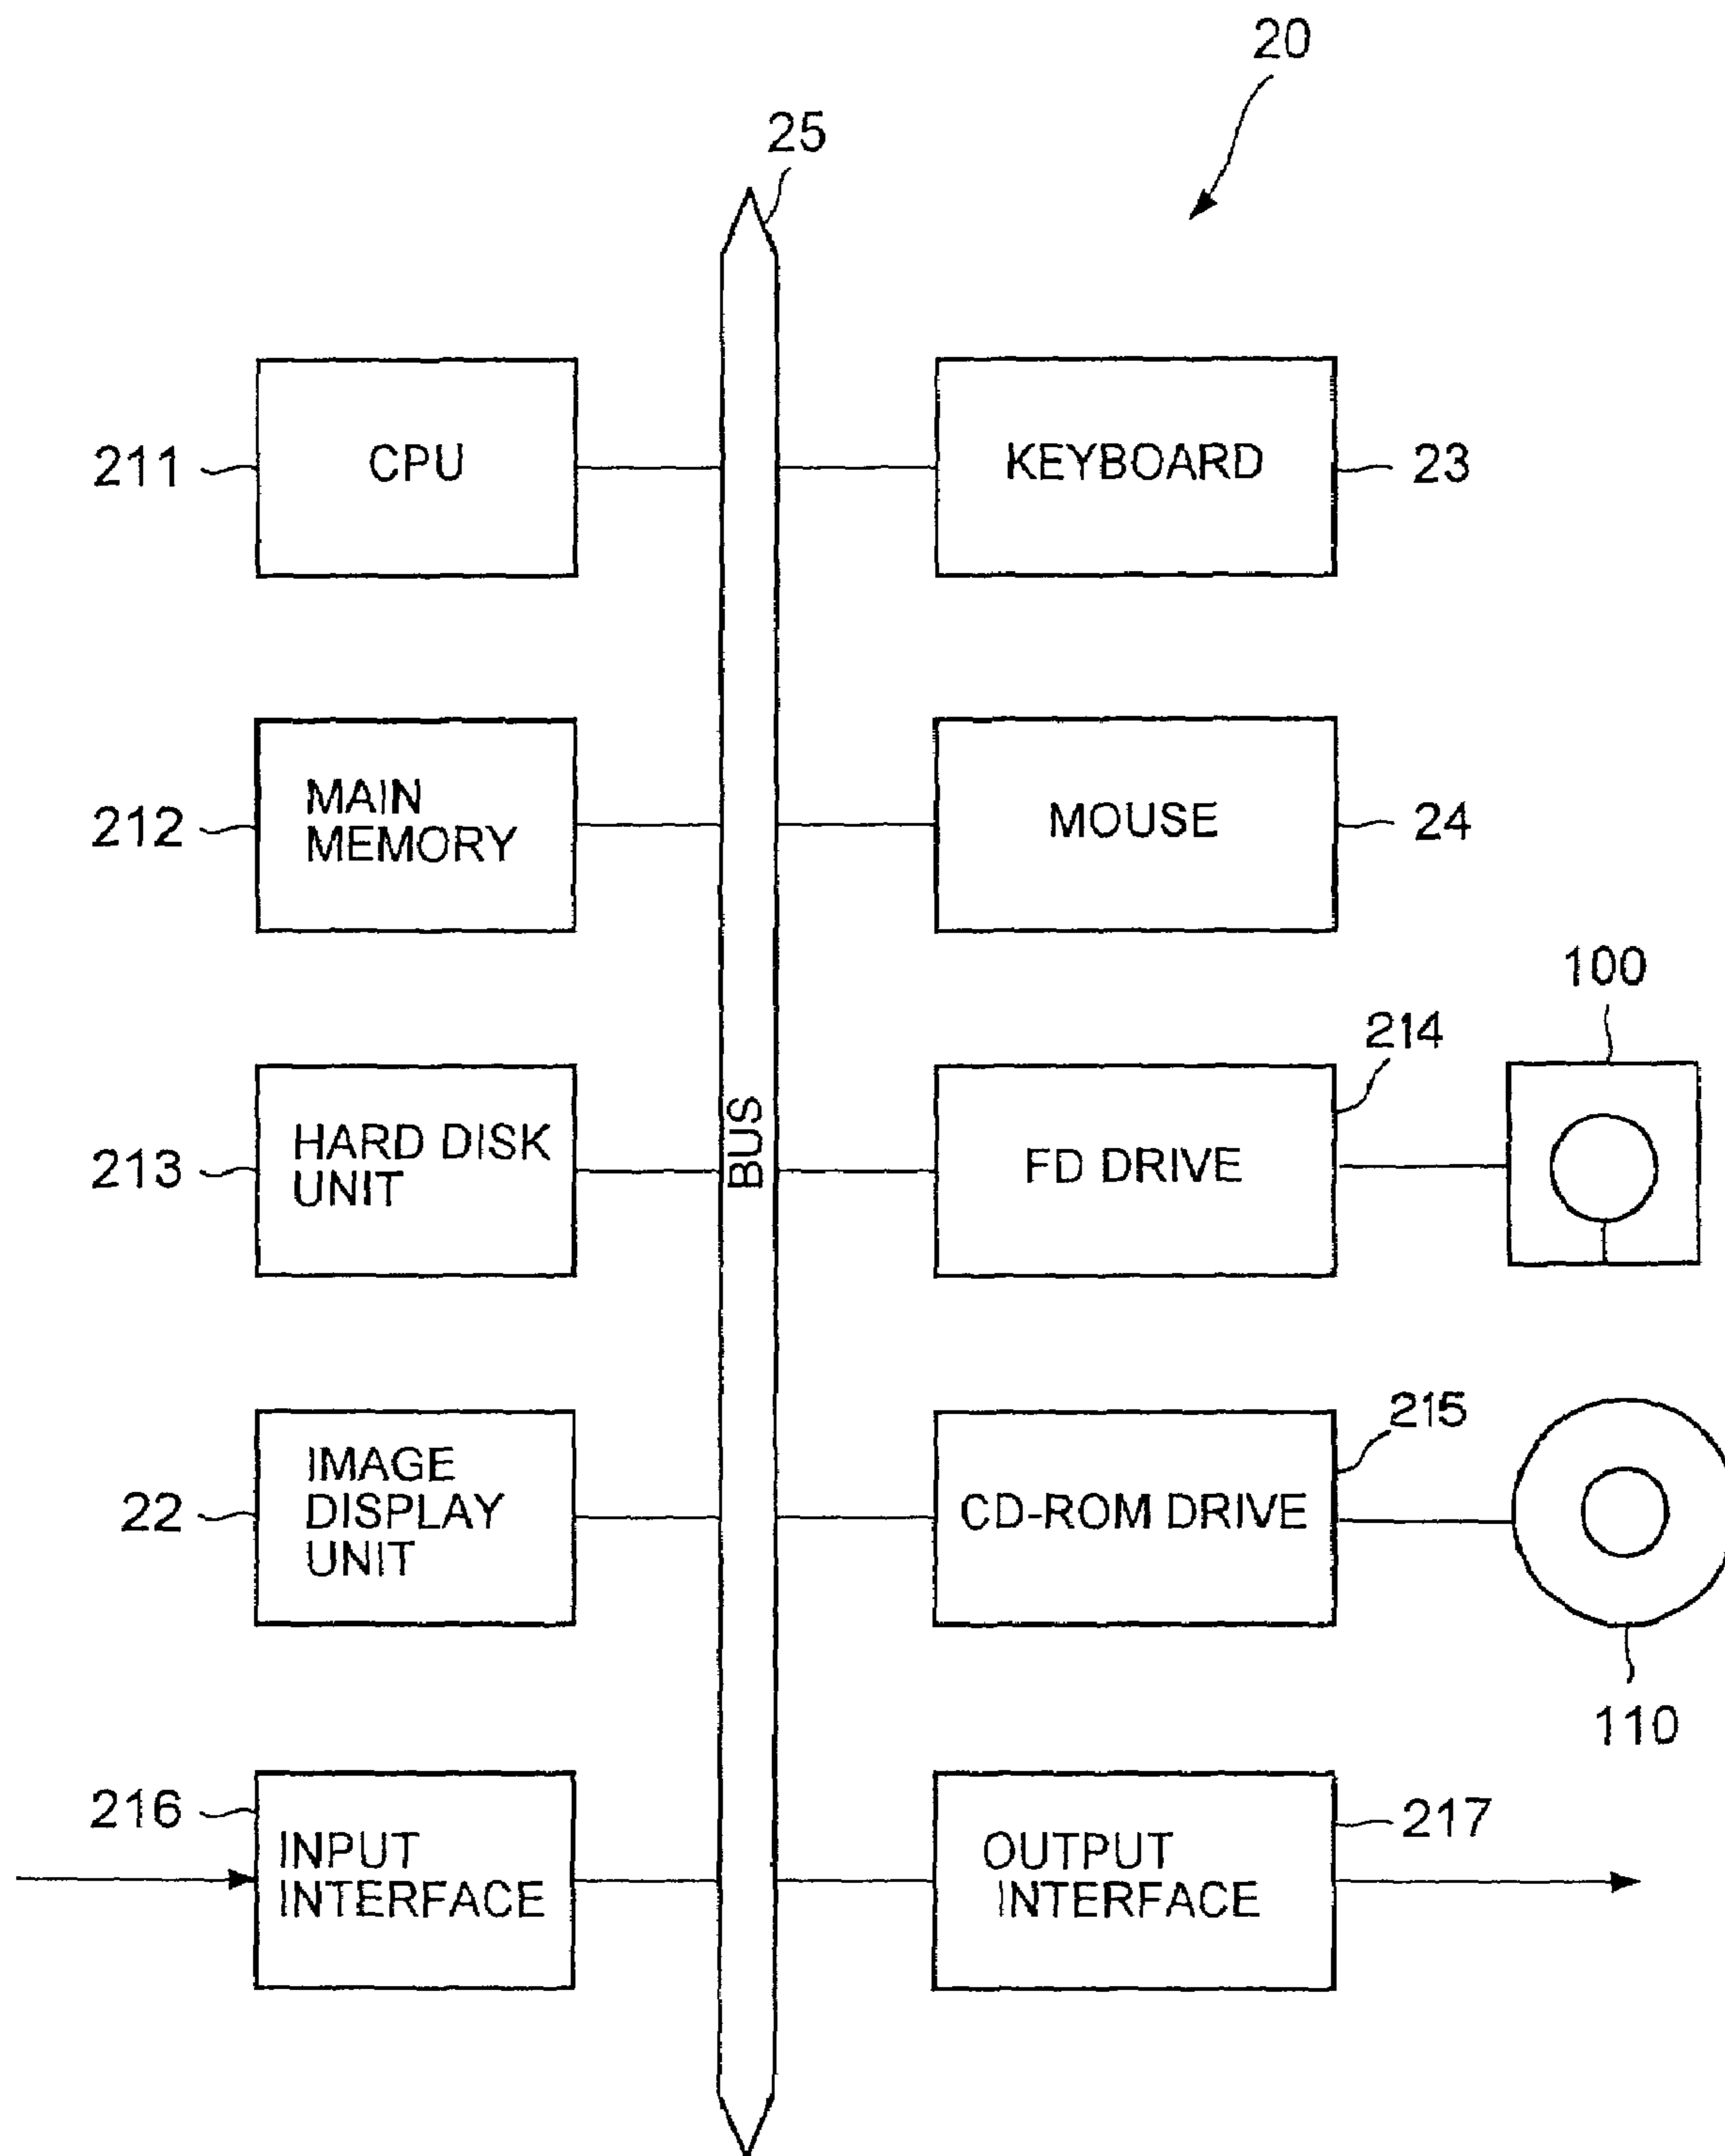 20
25
211
CPU
KEYBOARD
23
212
MAIN
MEMORY
MOUSE
24
100
214
213
HARD DISK
UNIT
BUS
FD DRIVE
215
22
IMAGE
DISPLAY
UNIT
CD-ROM DRIVE
110
216
INPUT
INTERFACE
OUTPUT
INTERFACE
217